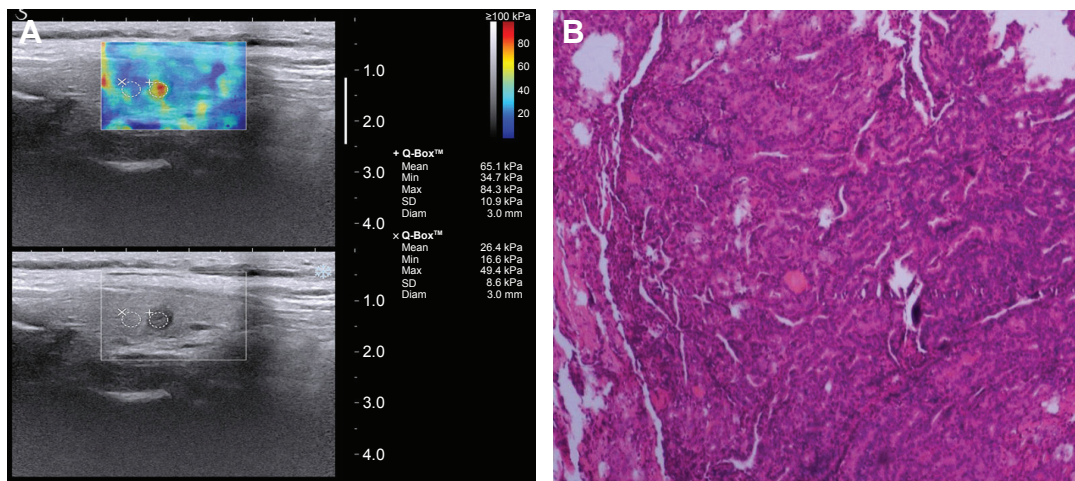 S
A
B
≥100 kPa
80
60
40
20
1.0
2.0
3.0
4.0
+ Q-Box™
Mean 65.1 kPa
Min 34.7 kPa
Max 84.3 kPa
SD 10.9 kPa
Diam 3.0 mm
× Q-Box™
Mean 26.4 kPa
Min 16.6 kPa
Max 49.4 kPa
SD 8.6 kPa
Diam 3.0 mm
1.0
2.0
3.0
4.0